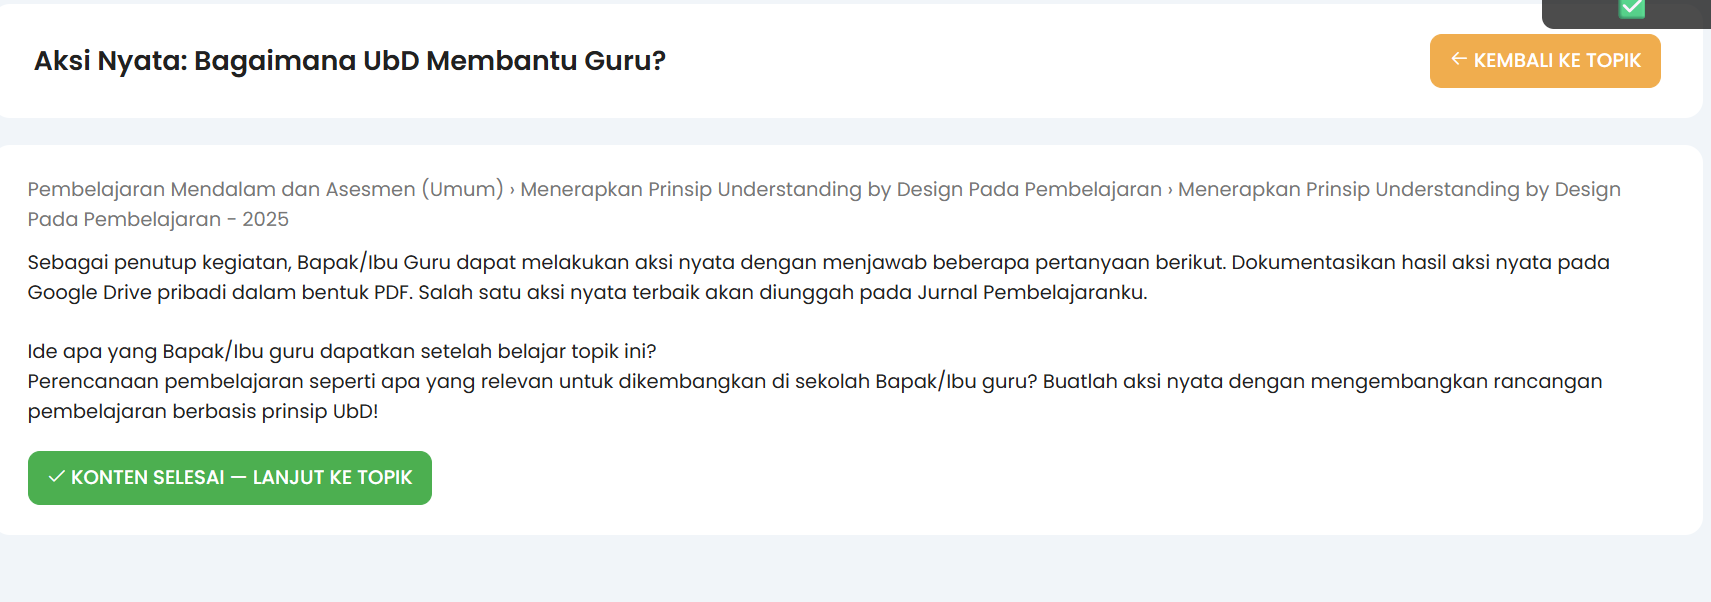 Aksi Nyata: Bagaimana UbD Membantu Guru?
← KEMBALI KE TOPIK
Pembelajaran Mendalam dan Asesmen (Umum) › Menerapkan Prinsip Understanding by Design Pada Pembelajaran › Menerapkan Prinsip Understanding by Design
Pada Pembelajaran - 2025
Sebagai penutup kegiatan, Bapak/Ibu Guru dapat melakukan aksi nyata dengan menjawab beberapa pertanyaan berikut. Dokumentasikan hasil aksi nyata pada
Google Drive pribadi dalam bentuk PDF. Salah satu aksi nyata terbaik akan diunggah pada Jurnal Pembelajaranku.
Ide apa yang Bapak/Ibu guru dapatkan setelah belajar topik ini?
Perencanaan pembelajaran seperti apa yang relevan untuk dikembangkan di sekolah Bapak/Ibu guru? Buatlah aksi nyata dengan mengembangkan rancangan
pembelajaran berbasis prinsip UbD!
✓ KONTEN SELESAI — LANJUT KE TOPIK